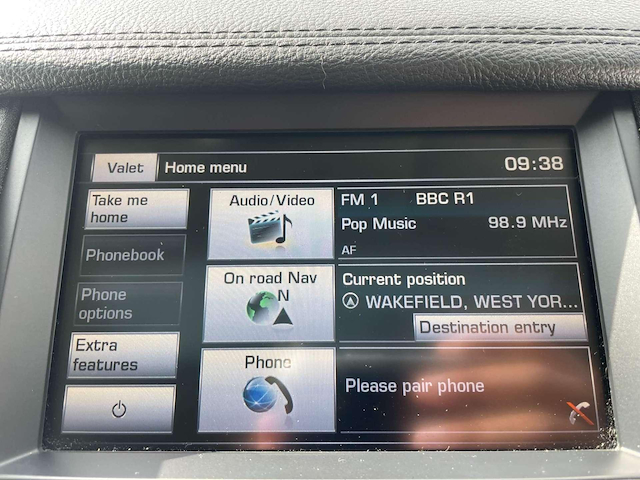 Valet Home menu 09:38
Take me
home
Phonebook
Phone
options
Extra
features
Audio/Video
FM 1 BBC R1
Pop Music 98.9 MHz
AF
On road Nav
N
Current position
WAKEFIELD, WEST YOR...
Destination entry
Phone
Please pair phone